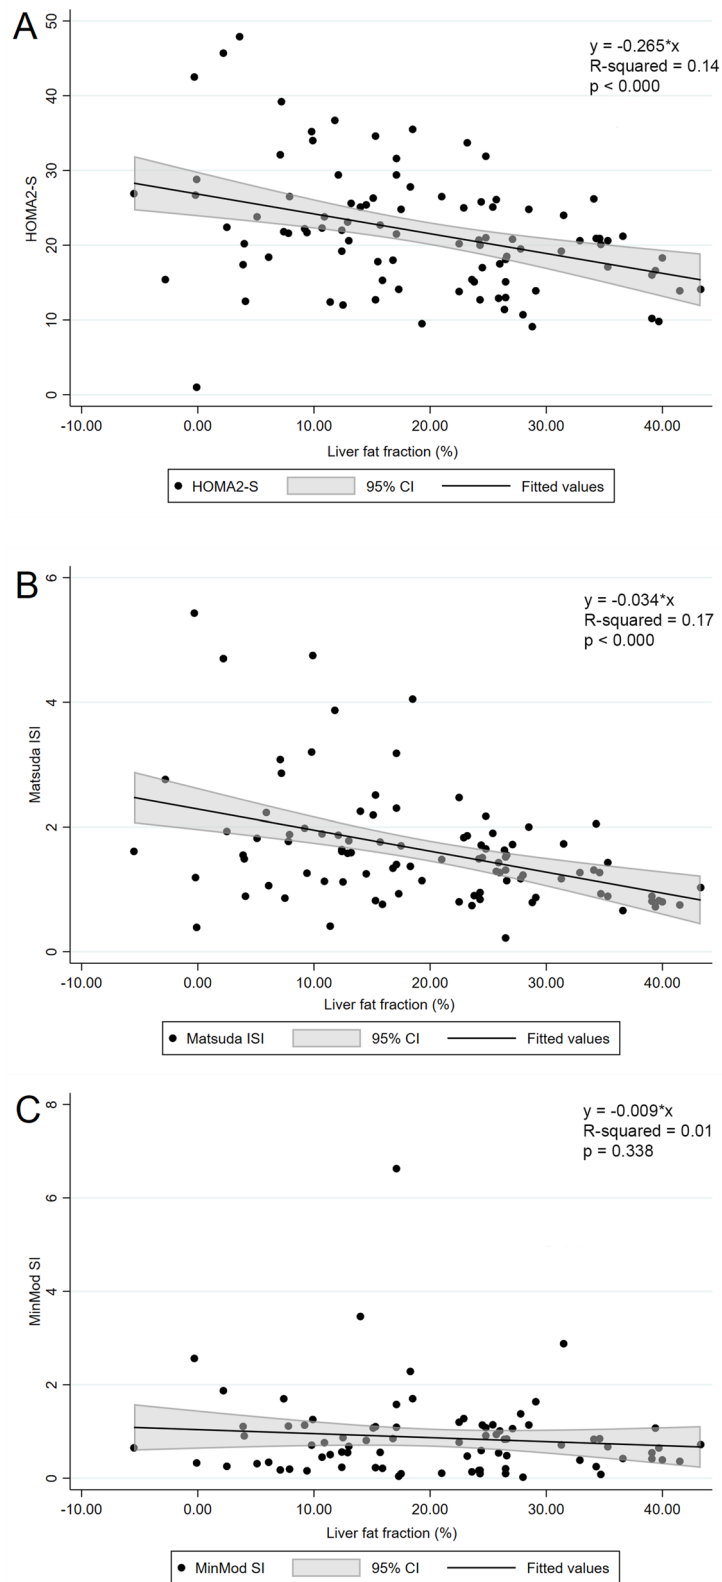 A
50
40
30
20
10
0
HOMA2-S
y = -0.265*x
R-squared = 0.14
p < 0.000
-10.00 0.00 10.00 20.00 30.00 40.00
Liver fat fraction (%)
HOMA2-S 95% CI Fitted values
B
6
4
2
0
Matsuda ISI
y = -0.034*x
R-squared = 0.17
p < 0.000
-10.00 0.00 10.00 20.00 30.00 40.00
Liver fat fraction (%)
Matsuda ISI 95% CI Fitted values
C
8
6
4
2
0
MinMod SI
y = -0.009*x
R-squared = 0.01
p = 0.338
-10.00 0.00 10.00 20.00 30.00 40.00
Liver fat fraction (%)
MinMod SI 95% CI Fitted values